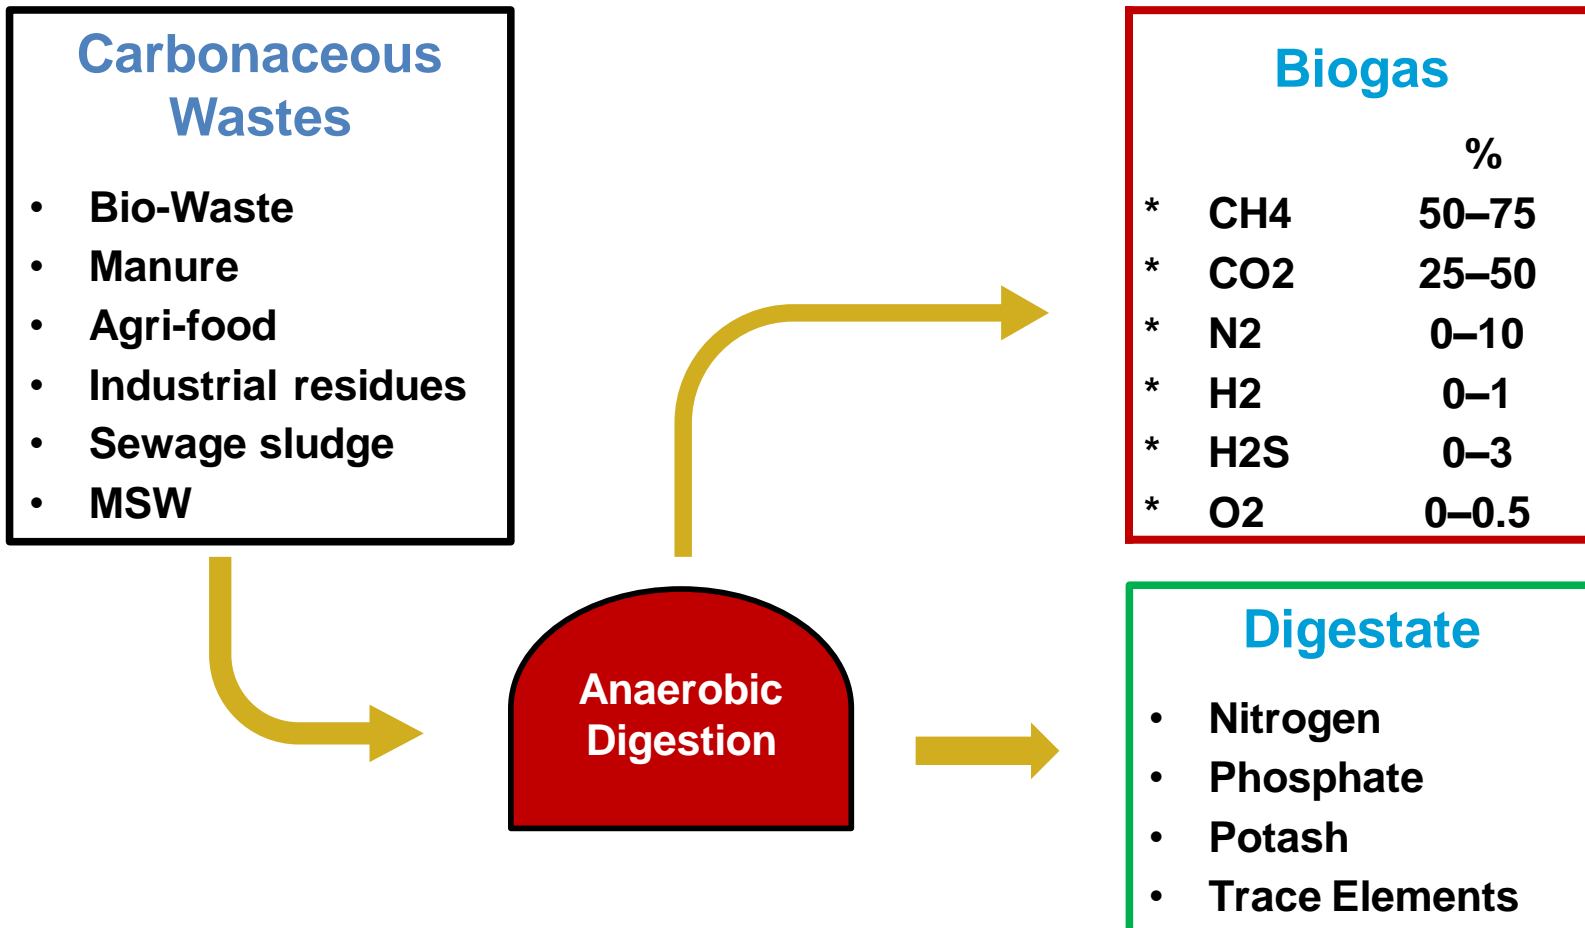 Carbonaceous
Wastes
• Bio-Waste
• Manure
• Agri-food
• Industrial residues
• Sewage sludge
• MSW
Anaerobic
Digestion
Biogas
%
* CH4 50–75
* CO2 25–50
* N2 0–10
* H2 0–1
* H2S 0–3
* O2 0–0.5
Digestate
• Nitrogen
• Phosphate
• Potash
• Trace Elements